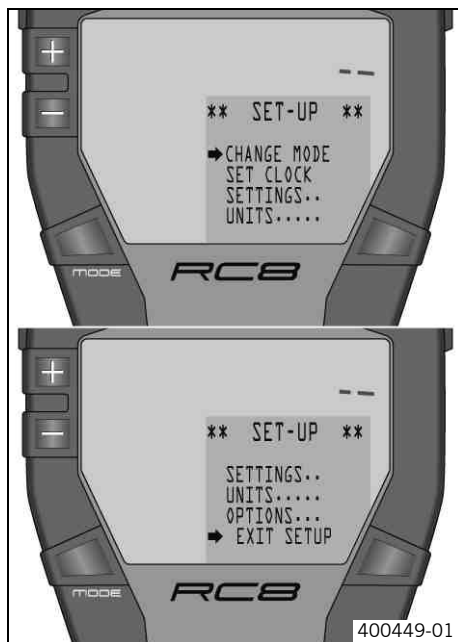 +
--
** SET-UP **
−
➡CHANGE MODE
SET CLOCK
SETTINGS..
UNITS.....
MODE
RC8
+
--
** SET-UP **
−
SETTINGS..
UNITS.....
OPTIONS...
➡ EXIT SETUP
MODE
RC8
400449-01